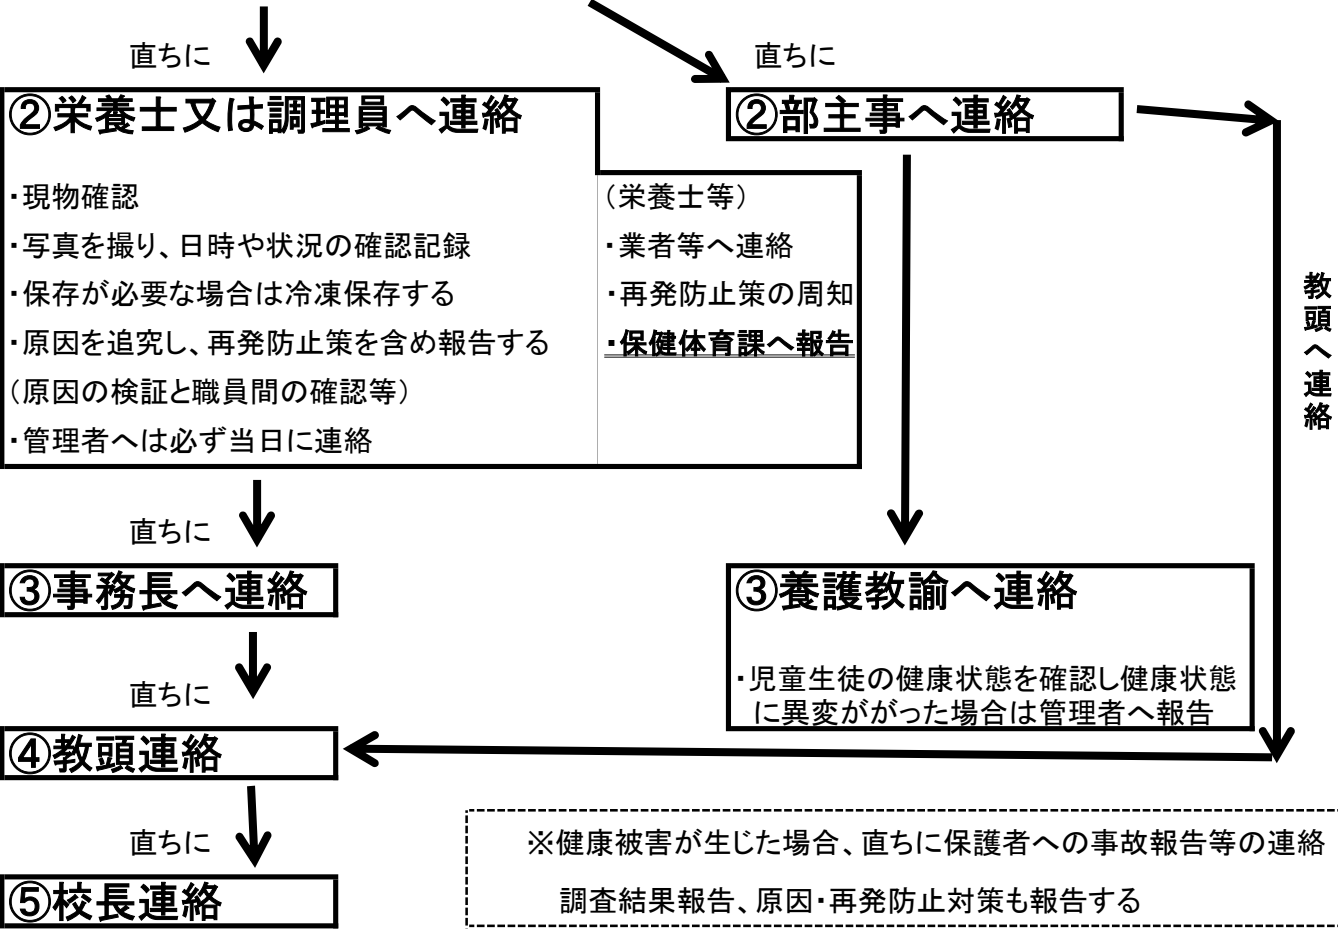 直ちに
直ちに
②栄養士又は調理員へ連絡
・現物確認
・写真を撮り、日時や状況の確認記録
・保存が必要な場合は冷凍保存する
・原因を追究し、再発防止策を含め報告する
（原因の検証と職員間の確認等）
・管理者へは必ず当日に連絡
（栄養士等）
・業者等へ連絡
・再発防止策の周知
・保健体育課へ報告
②部主事へ連絡
教頭へ連絡
直ちに
③事務長へ連絡
③養護教諭へ連絡
・児童生徒の健康状態を確認し健康状態
に異変ががった場合は管理者へ報告
直ちに
④教頭連絡
直ちに
⑤校長連絡
※健康被害が生じた場合、直ちに保護者への事故報告等の連絡
調査結果報告、原因・再発防止対策も報告する